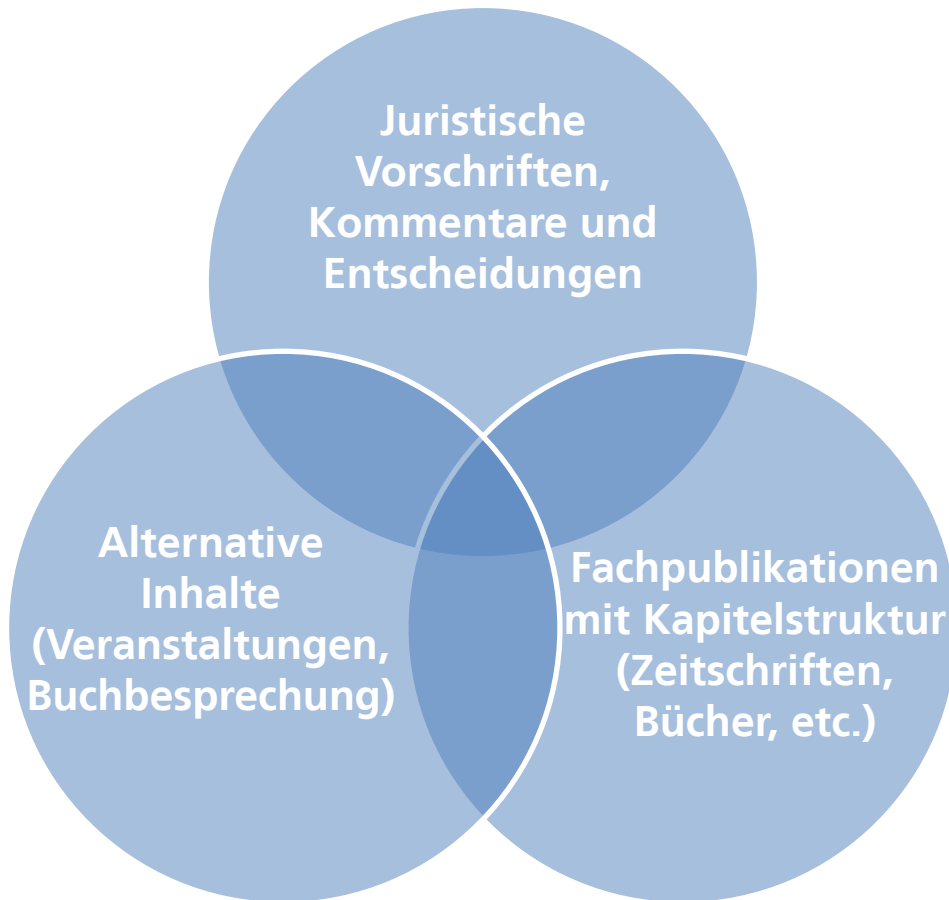 Juristische
Vorschriften,
Kommentare und
Entscheidungen
Alternative
Inhalte
(Veranstaltungen,
Buchbesprechung)
Fachpublikationen
mit Kapitelstruktur
(Zeitschriften,
Bücher, etc.)